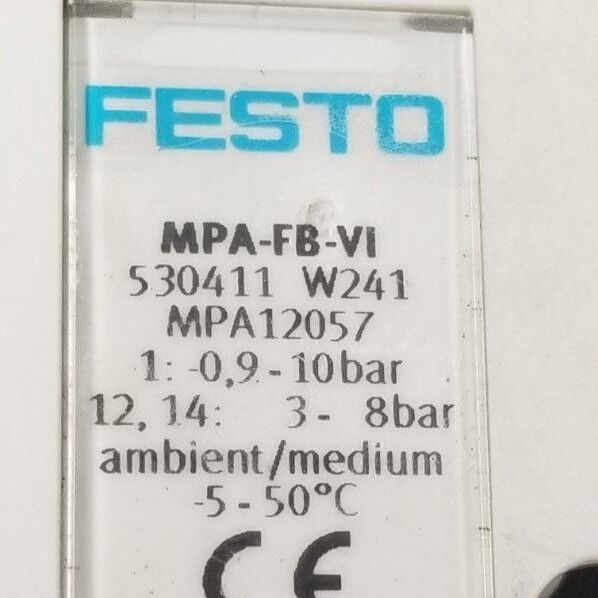 FESTO
MPA-FB-VI
530411 W241
MPA12057
1: -0,9 - 10bar
12, 14: 3 - 8bar
ambient/medium
-5 - 50°C
CE